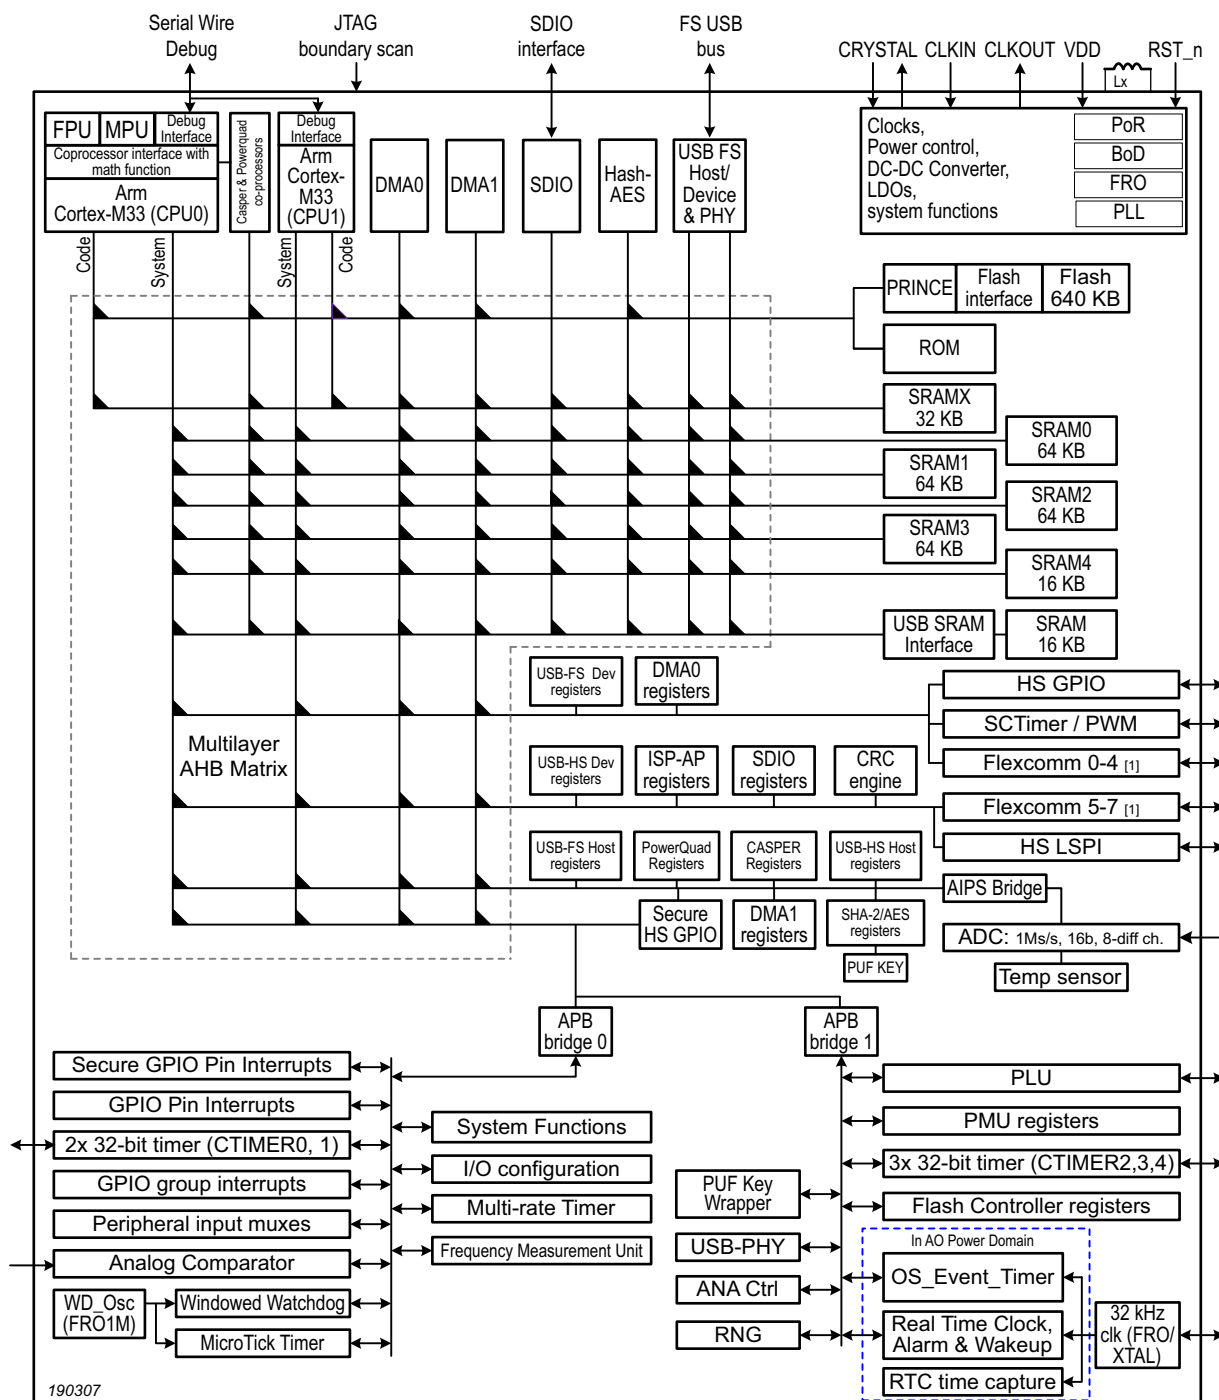 Serial Wire
Debug
JTAG
boundary scan
SDIO
interface
FS USB
bus
CRYSTAL
CLKIN
CLKOUT
VDD
RST_n
Lx
FPU
MPU
Debug
Interface
Coprocessor interface with
math function
Arm
Cortex-M33 (CPU0)
Casper & Powerquad
co-processors
Debug
Interface
Arm
Cortex-
M33
(CPU1)
DMA0
DMA1
SDIO
Hash-
AES
USB FS
Host/
Device
& PHY
Clocks,
Power control,
DC-DC Converter,
LDOs,
system functions
PoR
BoD
FRO
PLL
Code
System
System
Code
PRINCE
Flash
interface
Flash
640 KB
ROM
SRAMX
32 KB
SRAM0
64 KB
SRAM1
64 KB
SRAM2
64 KB
SRAM3
64 KB
SRAM4
16 KB
USB SRAM
Interface
SRAM
16 KB
Multilayer
AHB Matrix
USB-FS Dev
registers
DMA0
registers
HS GPIO
SCTimer / PWM
Flexcomm 0-4 [1]
USB-HS Dev
registers
ISP-AP
registers
SDIO
registers
CRC
engine
Flexcomm 5-7 [1]
HS LSPI
USB-FS Host
registers
PowerQuad
Registers
CASPER
Registers
USB-HS Host
registers
AIPS Bridge
Secure
HS GPIO
DMA1
registers
SHA-2/AES
registers
PUF KEY
ADC: 1Ms/s, 16b, 8-diff ch.
Temp sensor
APB
bridge 0
APB
bridge 1
Secure GPIO Pin Interrupts
GPIO Pin Interrupts
2x 32-bit timer (CTIMER0, 1)
GPIO group interrupts
Peripheral input muxes
Analog Comparator
WD_Osc
(FRO1M)
Windowed Watchdog
MicroTick Timer
System Functions
I/O configuration
Multi-rate Timer
Frequency Measurement Unit
PUF Key
Wrapper
USB-PHY
ANA Ctrl
RNG
PLU
PMU registers
3x 32-bit timer (CTIMER2,3,4)
Flash Controller registers
In AO Power Domain
OS_Event_Timer
Real Time Clock,
Alarm & Wakeup
RTC time capture
32 kHz
clk (FRO/
XTAL)
190307